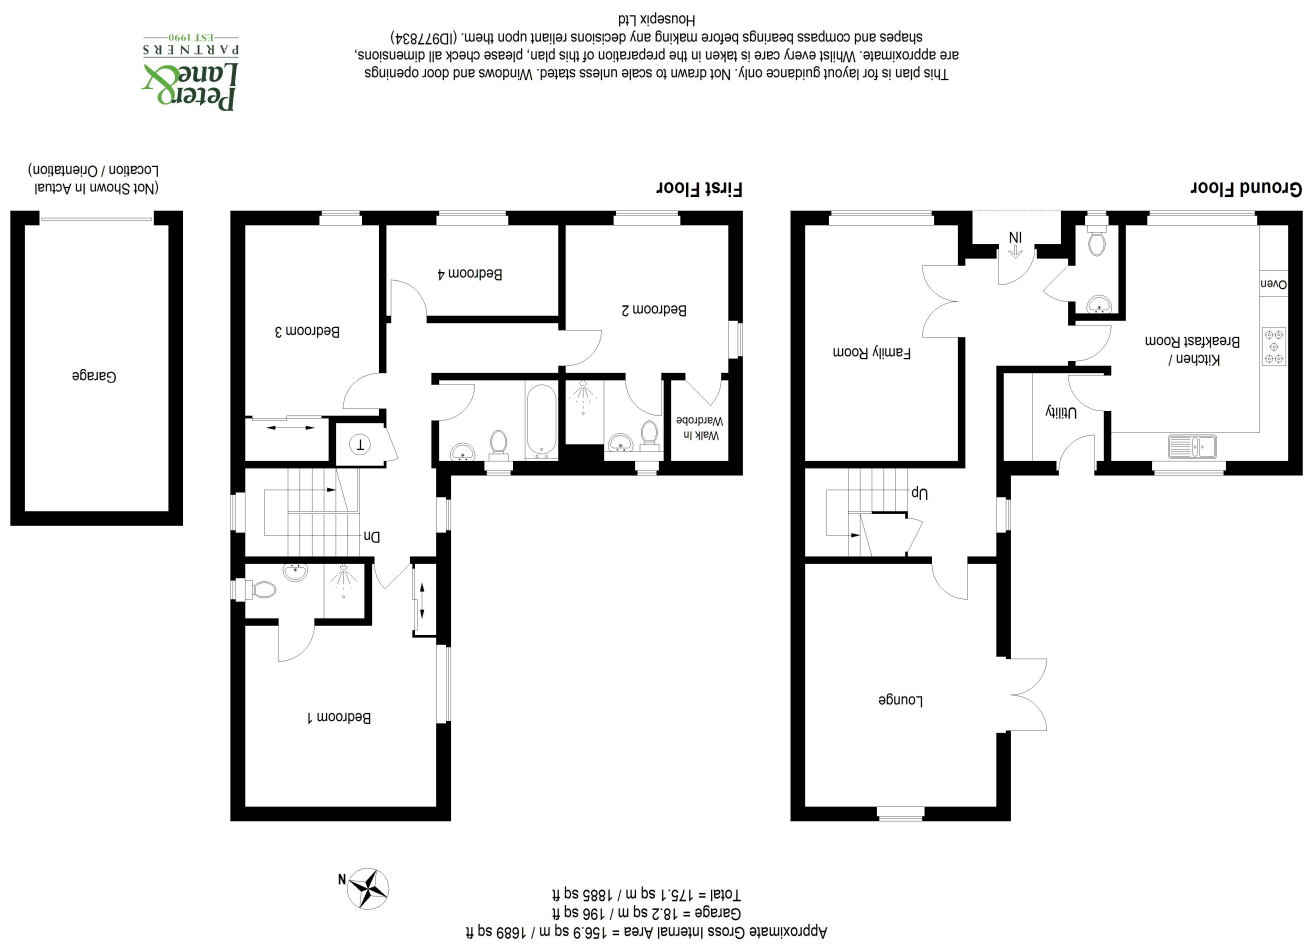 Approximate Gross Internal Area = 156.9 sq m / 1689 sq ft
Garage = 18.2 sq m / 196 sq ft
Total = 175.1 sq m / 1885 sq ft
N
Lounge
Up
Utility
Kitchen /
Breakfast Room
Family Room
Oven
IN
Ground Floor
Bedroom 1
Dn
T
Walk In
Wardrobe
Bedroom 2
Bedroom 3
Bedroom 4
First Floor
Garage
(Not Shown In Actual
Location / Orientation)
This plan is for layout guidance only. Not drawn to scale unless stated. Windows and door openings
are approximate. Whilst every care is taken in the preparation of this plan, please check all dimensions,
shapes and compass bearings before making any decisions reliant upon them. (ID977834)
Housepix Ltd
Peter
&Lane
PARTNERS
EST 1990